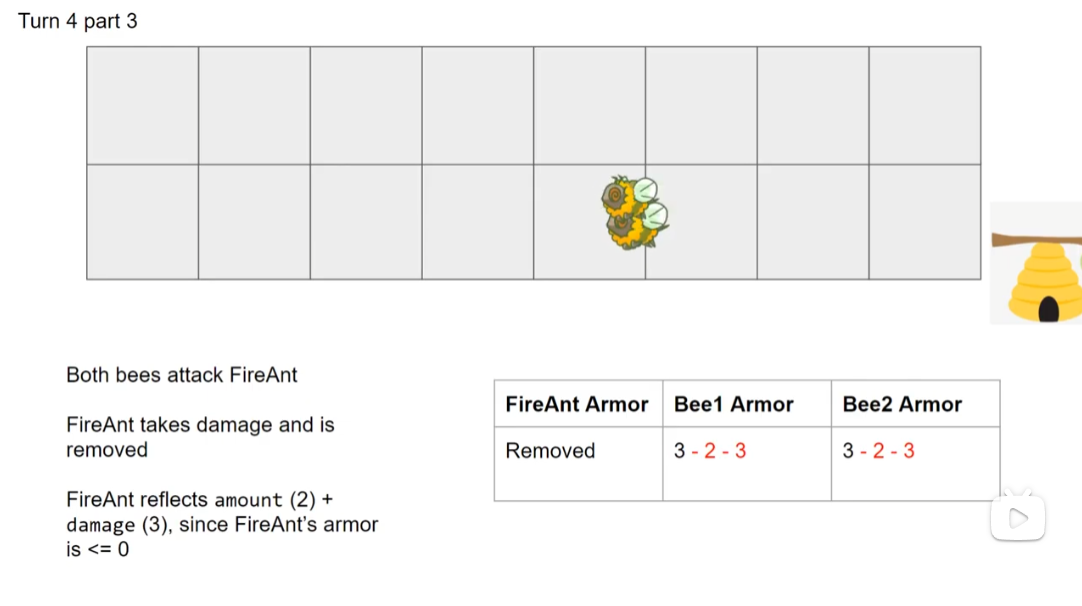 Turn 4 part 3
Both bees attack FireAnt
FireAnt takes damage and is
removed
FireAnt reflects amount (2) +
damage (3), since FireAnt's armor
is <= 0
FireAnt Armor Bee1 Armor Bee2 Armor
Removed 3 - 2 - 3 3 - 2 - 3